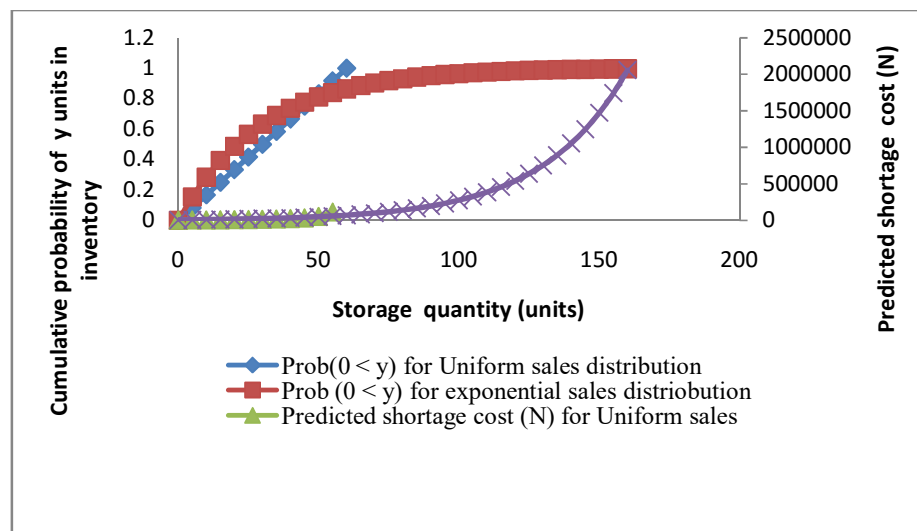 Cumulative probability of y units in
inventory
1.2
1
0.8
0.6
0.4
0.2
0
2500000
2000000
1500000
1000000
500000
0
Predicted shortage cost (N)
0
50
100
150
200
Storage quantity (units)
Prob(0 < y) for Uniform sales distribution
Prob (0 < y) for exponential sales distriobution
Predicted shortage cost (N) for Uniform sales